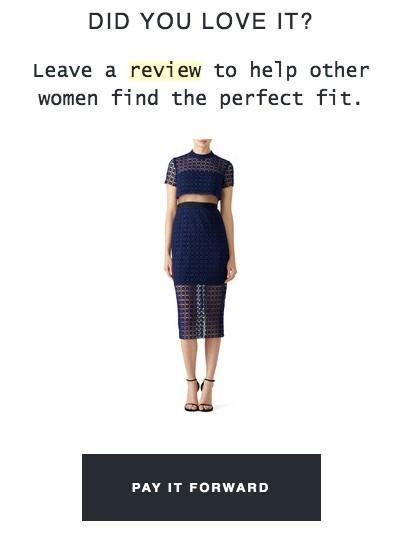 DID YOU LOVE IT?
Leave a review to help other
women find the perfect fit.
PAY IT FORWARD